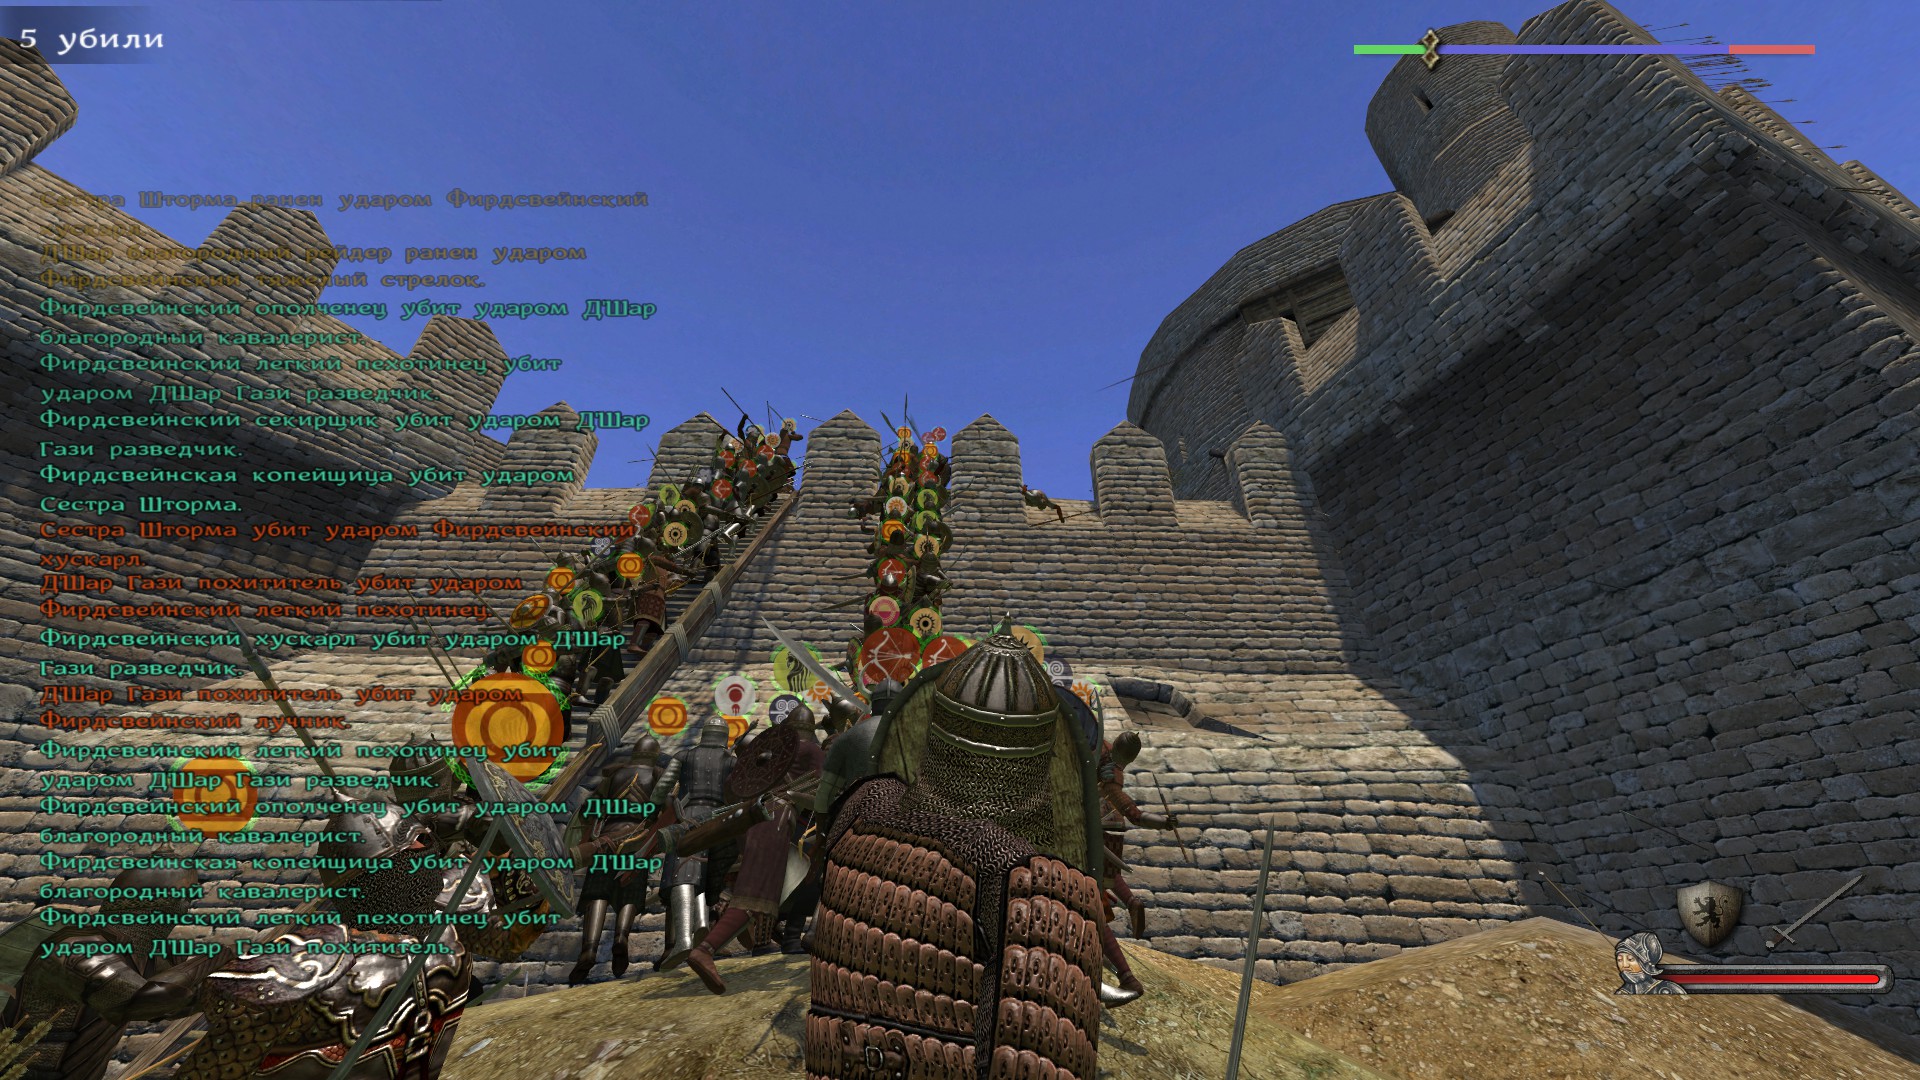 5 убили
Сестра Шторма ранен ударом Фирдсвейнский
хускарл.
Д'Шар благородный рейдер ранен ударом
Фирдсвейнский тяжелый стрелок.
Фирдсвейнский ополченец убит ударом Д'Шар
благородный кавалерист.
Фирдсвейнский легкий пехотинец убит
ударом Д'Шар Гази разведчик.
Фирдсвейнский секирщик убит ударом Д'Шар
Гази разведчик.
Фирдсвейнская копейщица убит ударом
Сестра Шторма.
Сестра Шторма убит ударом Фирдсвейнский
хускарл.
Д'Шар Гази похититель убит ударом
Фирдсвейнский легкий пехотинец.
Фирдсвейнский хускарл убит ударом Д'Шар
Гази разведчик.
Д'Шар Гази похититель убит ударом
Фирдсвейнский лучник.
Фирдсвейнский легкий пехотинец убит
ударом Д'Шар Гази разведчик.
Фирдсвейнский ополченец убит ударом Д'Шар
благородный кавалерист.
Фирдсвейнская копейщица убит ударом Д'Шар
благородный кавалерист.
Фирдсвейнский легкий пехотинец убит
ударом Д'Шар Гази похититель.